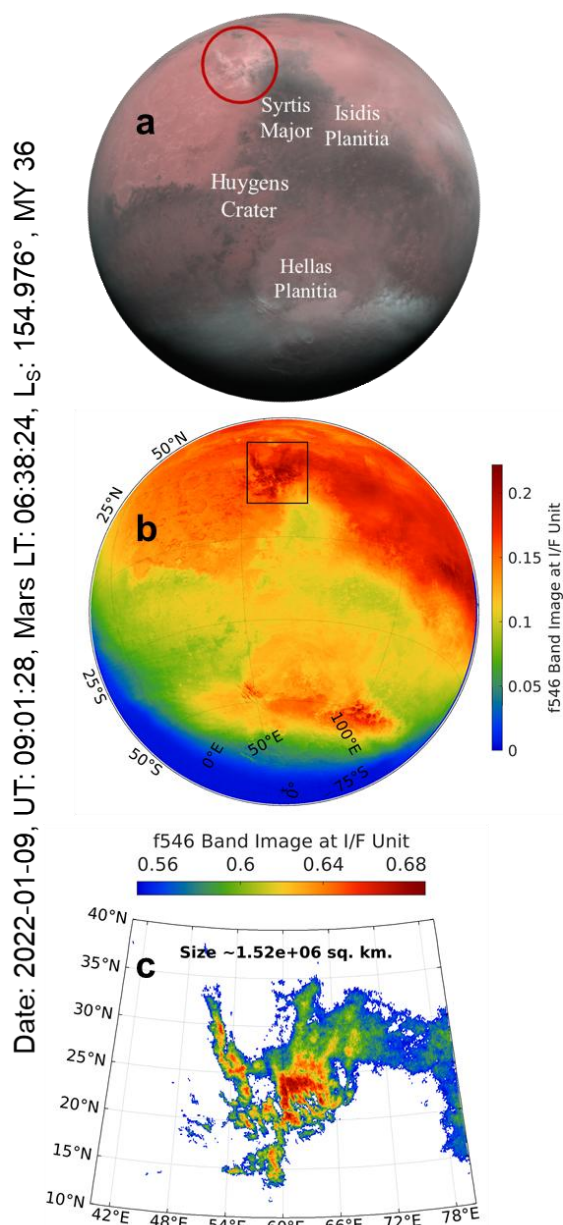 Date: 2022-01-09, UT: 09:01:28, Mars LT: 06:38:24, Lₛ: 154.976°, MY 36
a
Syrtis
Major
Isidis
Planitia
Huygens
Crater
Hellas
Planitia
b
50°N
25°N
25°S
50°S
0°E
50°E
0°
100°E
75°S
0.2
0.15
0.1
0.05
0
f546 Band Image at I/F Unit
f546 Band Image at I/F Unit
0.56
0.6
0.64
0.68
c
Size ~1.52e+06 sq. km.
40°N
35°N
30°N
25°N
20°N
15°N
10°N
42°E
48°E
54°E
60°E
66°E
72°E
78°E